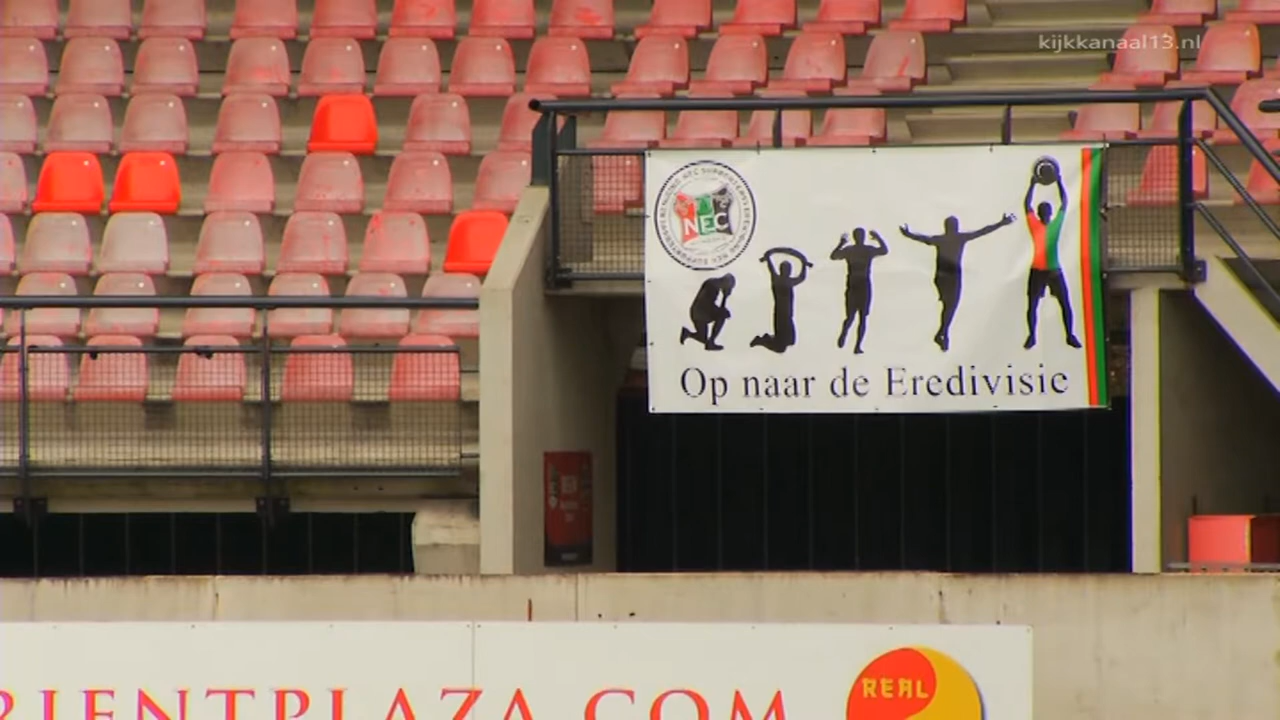 kijkkanaal13.nl
NEC
Op naar de Eredivisie
RIENTPLAZA.COM
REAL